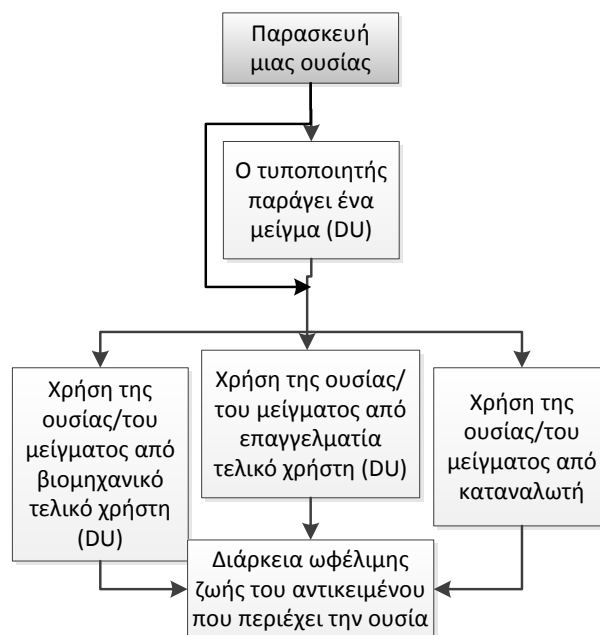 Παρασκευή
μιας ουσίας
Ο τυποποιητής
παράγει ένα
μείγμα (DU)
Χρήση της
ουσίας/του
μείγματος από
βιομηχανικό
τελικό χρήστη
(DU)
Χρήση της ουσίας/
του μείγματος από
επαγγελματία
τελικό χρήστη (DU)
Χρήση της
ουσίας/του
μείγματος από
καταναλωτή
Διάρκεια ωφέλιμης
ζωής του αντικειμένου
που περιέχει την ουσία